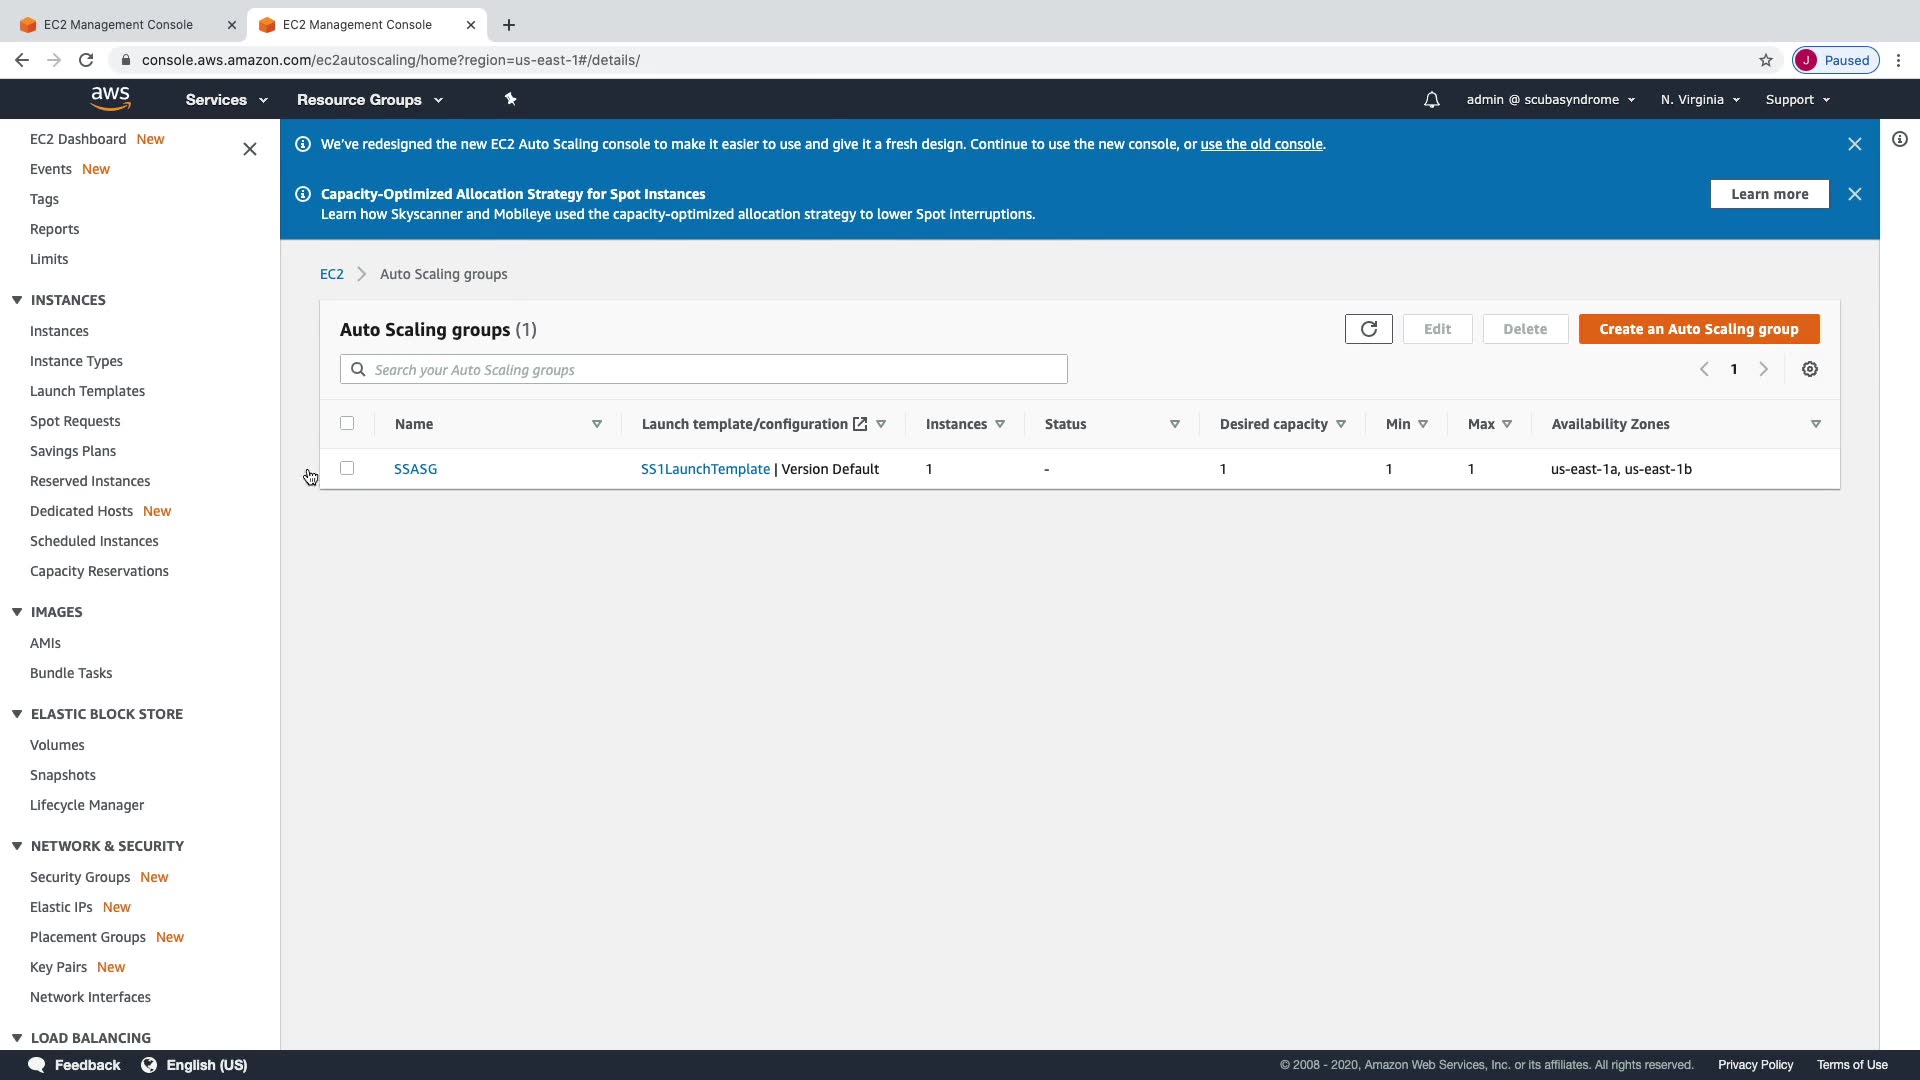 EC2 Management Console
EC2 Management Console
console.aws.amazon.com/ec2autoscaling/home?region=us-east-1#/details/
J Paused
aws
Services
Resource Groups
admin @ scubasyndrome
N. Virginia
Support
EC2 Dashboard New
Events New
Tags
Reports
Limits
INSTANCES
Instances
Instance Types
Launch Templates
Spot Requests
Savings Plans
Reserved Instances
Dedicated Hosts New
Scheduled Instances
Capacity Reservations
IMAGES
AMIs
Bundle Tasks
ELASTIC BLOCK STORE
Volumes
Snapshots
Lifecycle Manager
NETWORK & SECURITY
Security Groups New
Elastic IPs New
Placement Groups New
Key Pairs New
Network Interfaces
LOAD BALANCING
We've redesigned the new EC2 Auto Scaling console to make it easier to use and give it a fresh design. Continue to use the new console, or use the old console.
Capacity-Optimized Allocation Strategy for Spot Instances
Learn how Skyscanner and Mobileye used the capacity-optimized allocation strategy to lower Spot interruptions.
Learn more
EC2 Auto Scaling groups
Auto Scaling groups (1)
Edit
Delete
Create an Auto Scaling group
Search your Auto Scaling groups
1
Name Launch template/configuration Instances Status Desired capacity Min Max Availability Zones
SSASG SS1LaunchTemplate | Version Default 1 - 1 1 1 us-east-1a, us-east-1b
Feedback
English (US)
© 2008 - 2020, Amazon Web Services, Inc. or its affiliates. All rights reserved.
Privacy Policy
Terms of Use